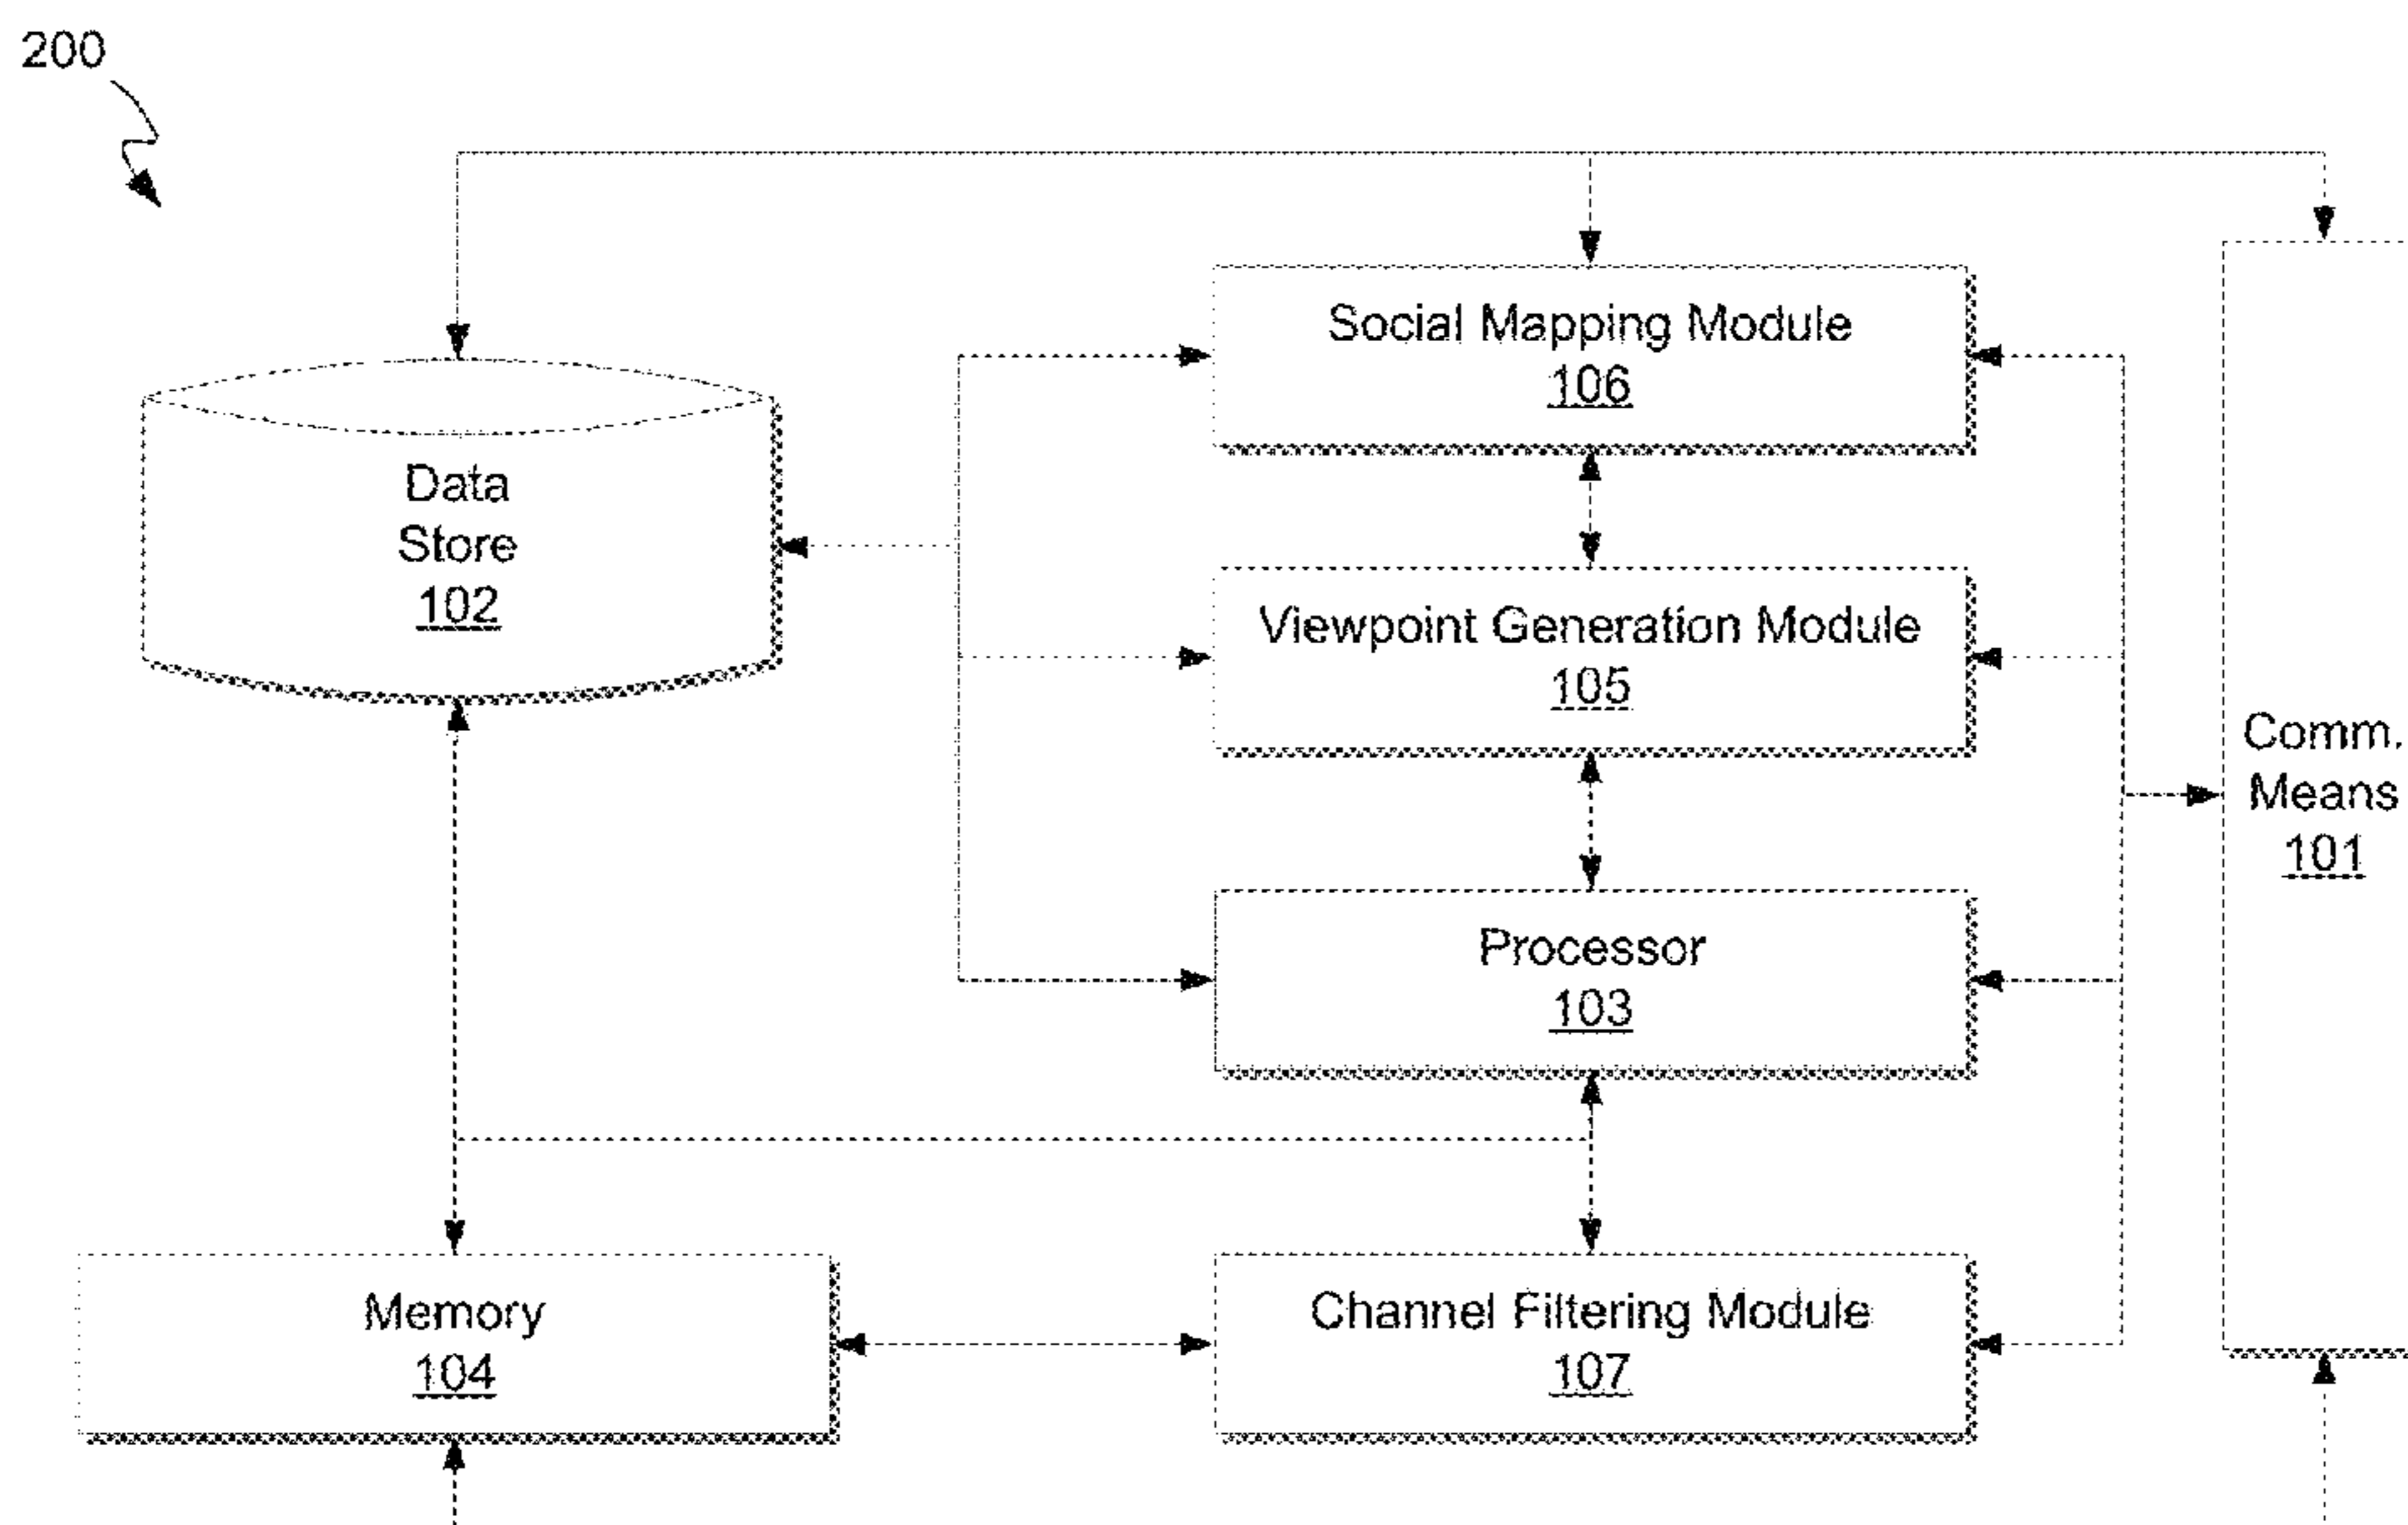 200
Social Mapping Module
106
Data
Store
102
Viewpoint Generation Module
105
Comm.
Means
101
Processor
103
Memory
104
Channel Filtering Module
107